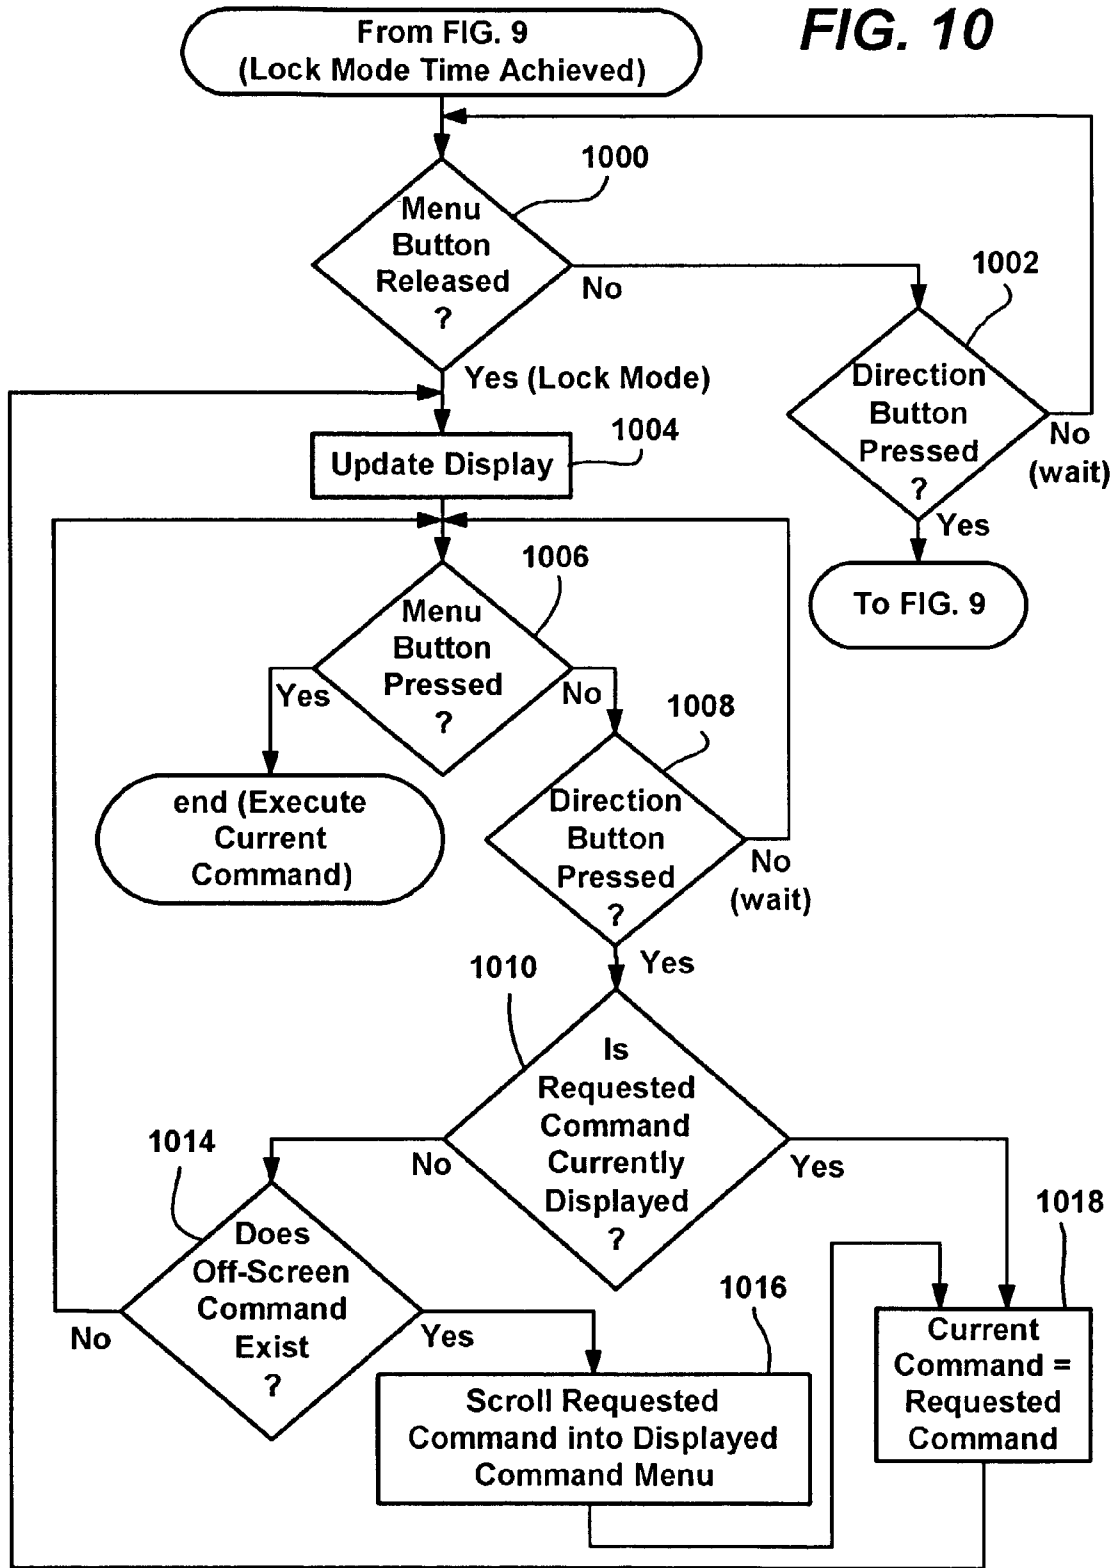 FIG. 10
From FIG. 9
(Lock Mode Time Achieved)
1000
Menu
Button
Released
?
No
1002
Direction
Button
Pressed
?
No
(wait)
Yes
To FIG. 9
Yes (Lock Mode)
1004
Update Display
1006
Menu
Button
Pressed
?
Yes
No
end (Execute
Current
Command)
1008
Direction
Button
Pressed
?
No
(wait)
Yes
1010
Is
Requested
Command
Currently
Displayed
?
No
Yes
1014
Does
Off-Screen
Command
Exist
?
No
Yes
1016
Scroll Requested
Command into Displayed
Command Menu
1018
Current
Command =
Requested
Command